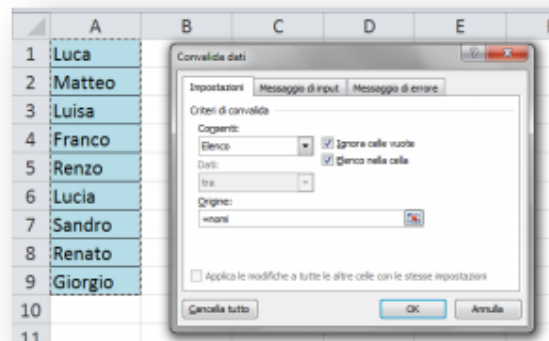 A B C D E
1 Luca
2 Matteo
3 Luisa
4 Franco
5 Renzo
6 Lucia
7 Sandro
8 Renato
9 Giorgio
10
11
Convalida dati
Impostazioni Messaggio di input Messaggio di errore
Criteri di convalida
Consenti:
Elenco
Ignora celle vuote
Elenco nella cella
Dati:
tra
Origine:
=nomi
Applica le modifiche a tutte le altre celle con le stesse impostazioni
Cancella tutto OK Annulla